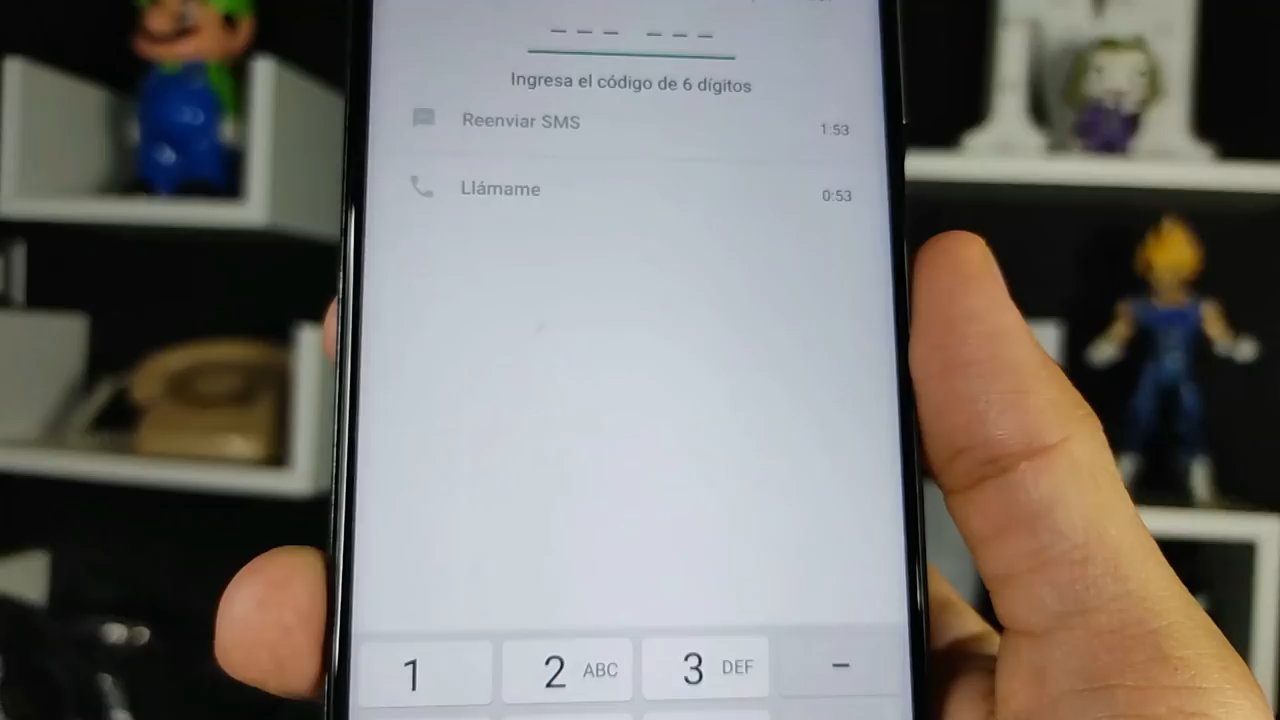 --- ---
Ingresa el código de 6 dígitos
Reenviar SMS 1:53
Llámame 0:53
1 2 ABC 3 DEF -